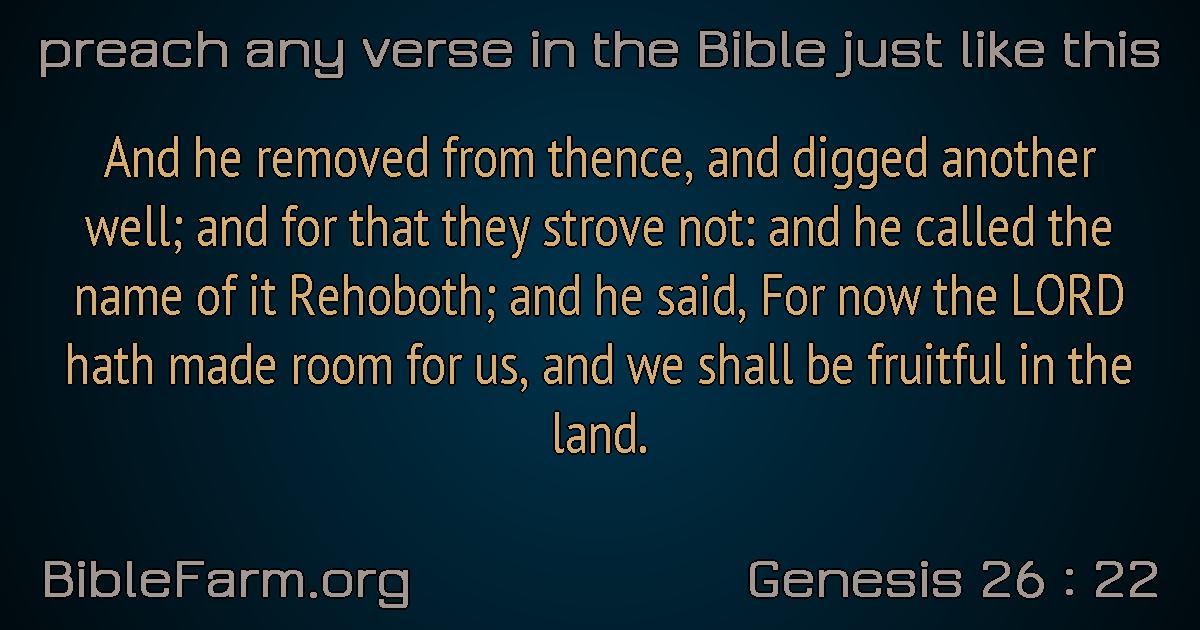 preach any verse in the Bible just like this
And he removed from thence, and digged another
well; and for that they strove not: and he called the
name of it Rehoboth; and he said, For now the LORD
hath made room for us, and we shall be fruitful in the
land.
BibleFarm.org
Genesis 26 : 22